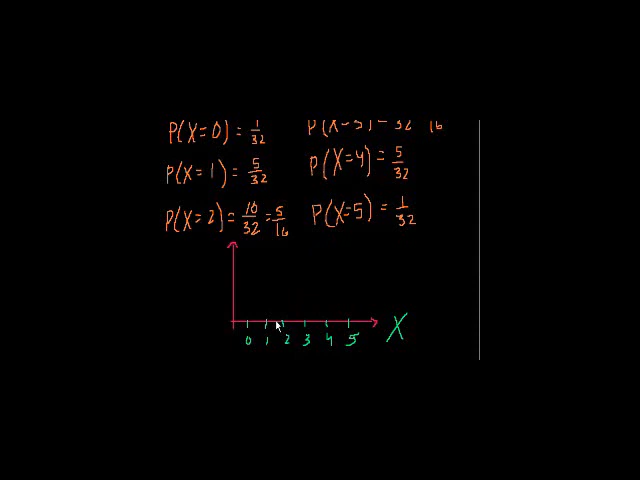 P(X=0) = 1/32
P(X=1) = 5/32
P(X=2) = 10/32 = 5/16
P(X=4) = 5/32
P(X=5) = 1/32
0 1 2 3 4 5 X